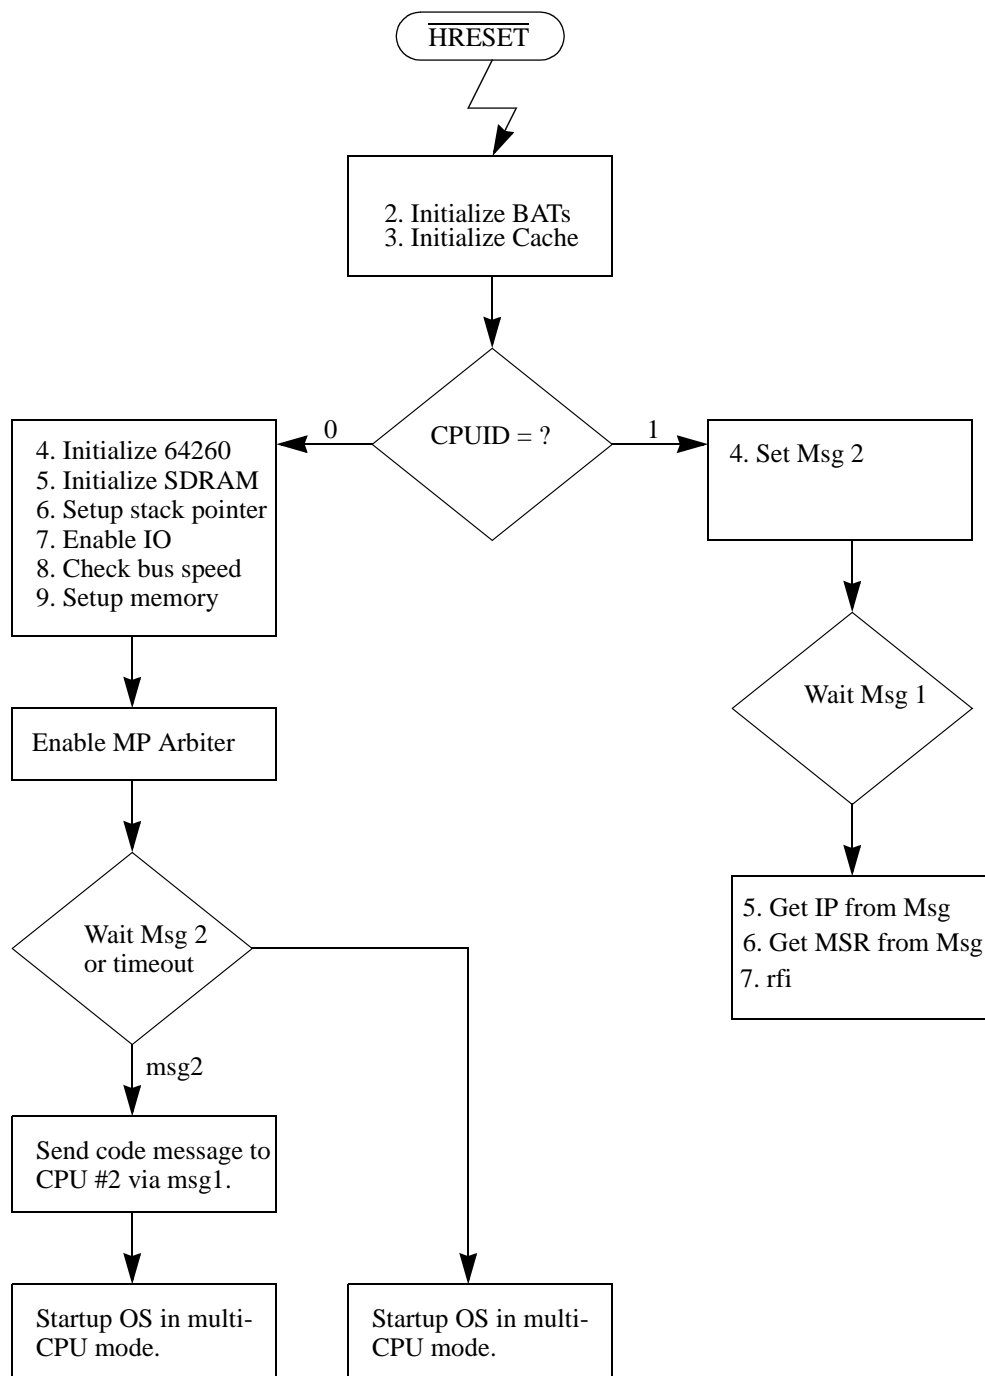 HRESET
2. Initialize BATs
3. Initialize Cache
CPUID = ?
0
1
4. Initialize 64260
5. Initialize SDRAM
6. Setup stack pointer
7. Enable IO
8. Check bus speed
9. Setup memory
4. Set Msg 2
Wait Msg 1
Enable MP Arbiter
5. Get IP from Msg
6. Get MSR from Msg
7. rfi
Wait Msg 2
or timeout
msg2
Send code message to
CPU #2 via msg1.
Startup OS in multi-
CPU mode.
Startup OS in multi-
CPU mode.